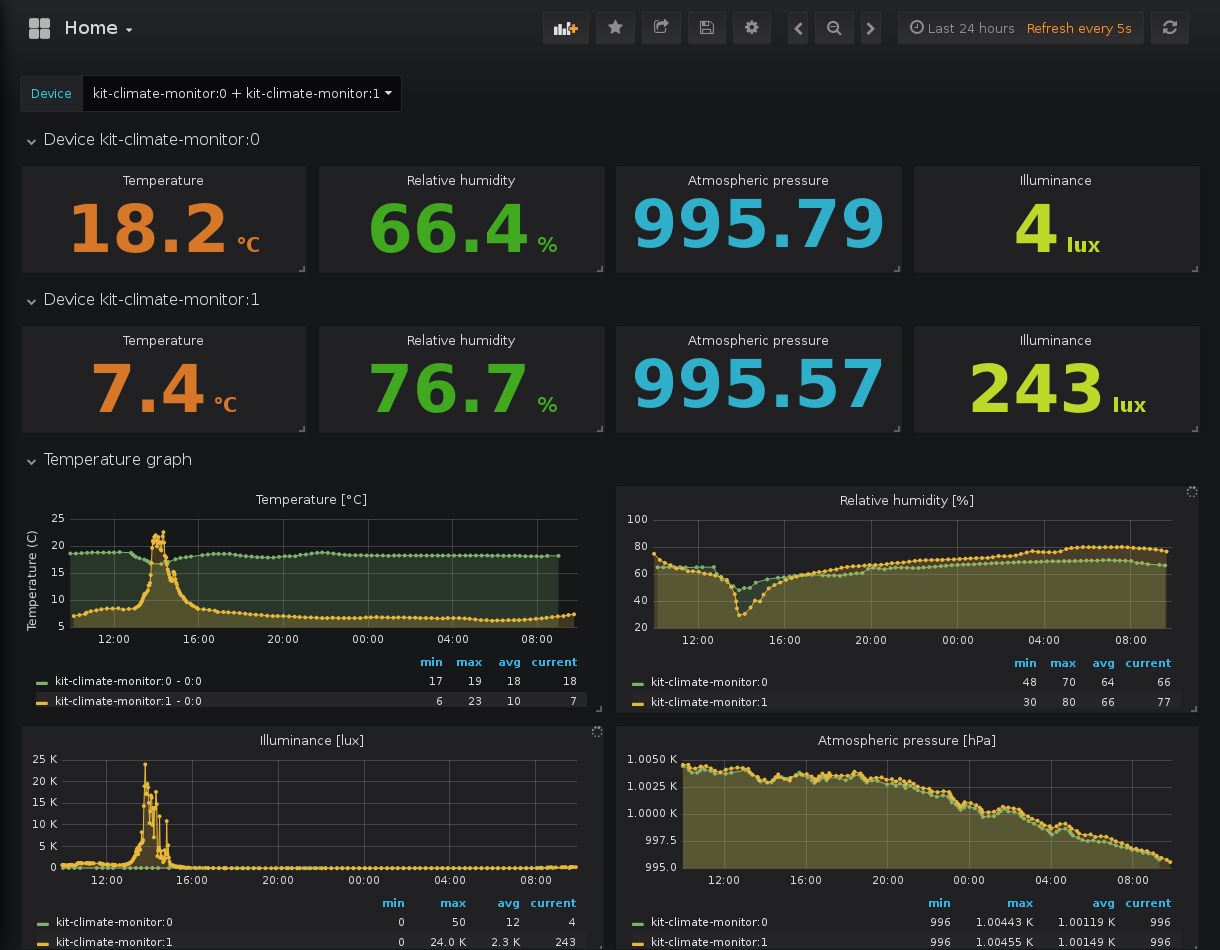 Home
Last 24 hours Refresh every 5s
Device kit-climate-monitor:0 + kit-climate-monitor:1
Device kit-climate-monitor:0
Temperature Relative humidity Atmospheric pressure Illuminance
18.2 °C 66.4 % 995.79 4 lux
Device kit-climate-monitor:1
Temperature Relative humidity Atmospheric pressure Illuminance
7.4 °C 76.7 % 995.57 243 lux
Temperature graph
Temperature [°C]
Temperature (C)
25
20
15
10
5
12:00 16:00 20:00 00:00 04:00 08:00
min max avg current
kit-climate-monitor:0 - 0:0 17 19 18 18
kit-climate-monitor:1 - 0:0 6 23 10 7
Relative humidity [%]
100
80
60
40
20
12:00 16:00 20:00 00:00 04:00 08:00
min max avg current
kit-climate-monitor:0 48 70 64 66
kit-climate-monitor:1 30 80 66 77
Illuminance [lux]
25 K
20 K
15 K
10 K
5 K
0
12:00 16:00 20:00 00:00 04:00 08:00
min max avg current
kit-climate-monitor:0 0 50 12 4
kit-climate-monitor:1 0 24.0 K 2.3 K 243
Atmospheric pressure [hPa]
1.0050 K
1.0025 K
1.0000 K
997.5
995.0
12:00 16:00 20:00 00:00 04:00 08:00
min max avg current
kit-climate-monitor:0 996 1.00443 K 1.00119 K 996
kit-climate-monitor:1 996 1.00455 K 1.00149 K 996